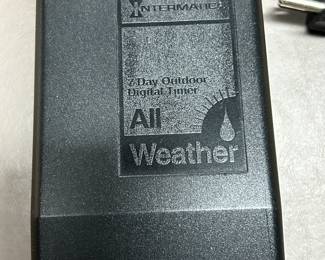 INTERMATIC
7-Day Outdoor
Digital Timer
All
Weather